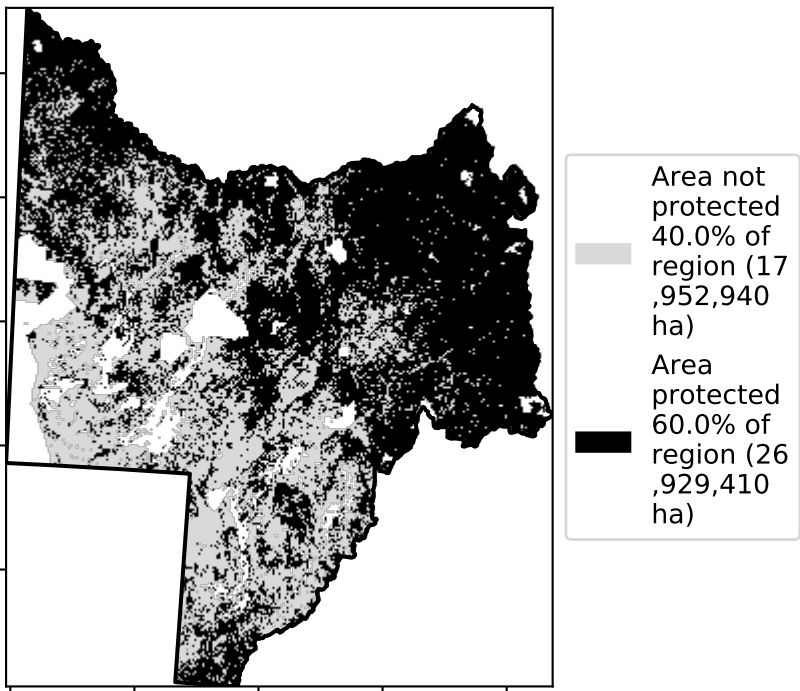 Area not
protected
40.0% of
region (17
,952,940
ha)
Area
protected
60.0% of
region (26
,929,410
ha)